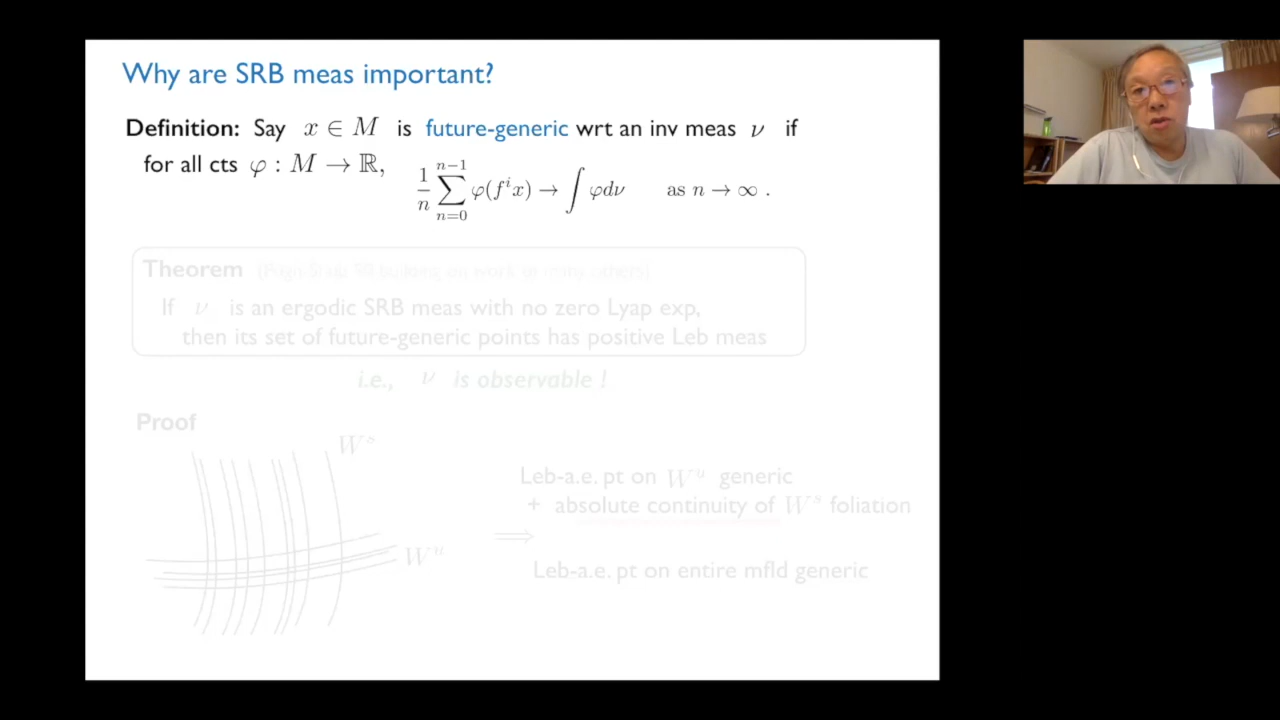 Why are SRB meas important?
Definition: Say x ∈ M is future-generic wrt an inv meas ν if
for all cts φ : M → ℝ,
1/n ∑_{n=0}^{n−1} φ(f^i x) → ∫ φdν as n → ∞ .
Theorem
If ν is an ergodic SRB meas with no zero Lyap exp,
then its set of future-generic points has positive Leb meas
i.e., ν is observable !
Proof
W^s
Leb-a.e. pt on W^u generic
+ absolute continuity of W^s foliation
⟹
W^u
Leb-a.e. pt on entire mfld generic